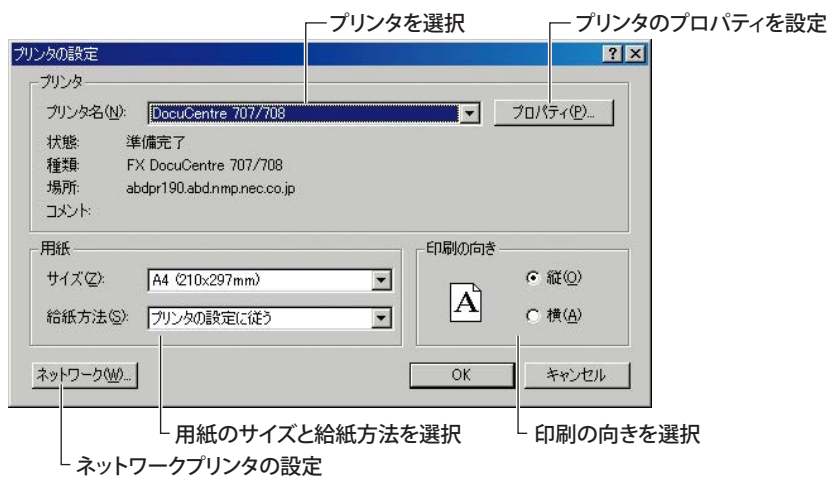 プリンタを選択
プリンタのプロパティを設定
プリンタの設定
プリンタ
プリンタ名(N): DocuCentre 707/708 プロパティ(P)...
状態: 準備完了
種類: FX DocuCentre 707/708
場所: abdpr190.abd.nmp.nec.co.jp
コメント:
用紙
印刷の向き
サイズ(Z): A4 (210x297mm)
縦(O)
A
給紙方法(S): プリンタの設定に従う
横(A)
ネットワーク(W)... OK キャンセル
用紙のサイズと給紙方法を選択
印刷の向きを選択
ネットワークプリンタの設定